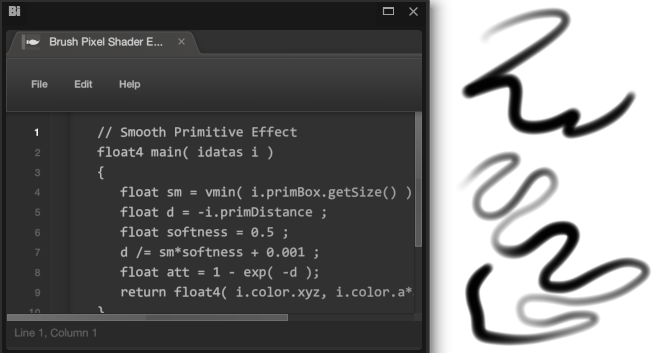 Bi
Brush Pixel Shader E...
File Edit Help
1 // Smooth Primitive Effect
2 float4 main( idatas i )
3 {
4 float sm = vmin( i.primBox.getSize() )
5 float d = -i.primDistance ;
6 float softness = 0.5 ;
7 d /= sm*softness + 0.001 ;
8 float att = 1 - exp( -d );
9 return float4( i.color.xyz, i.color.a*
10 }
Line 1, Column 1